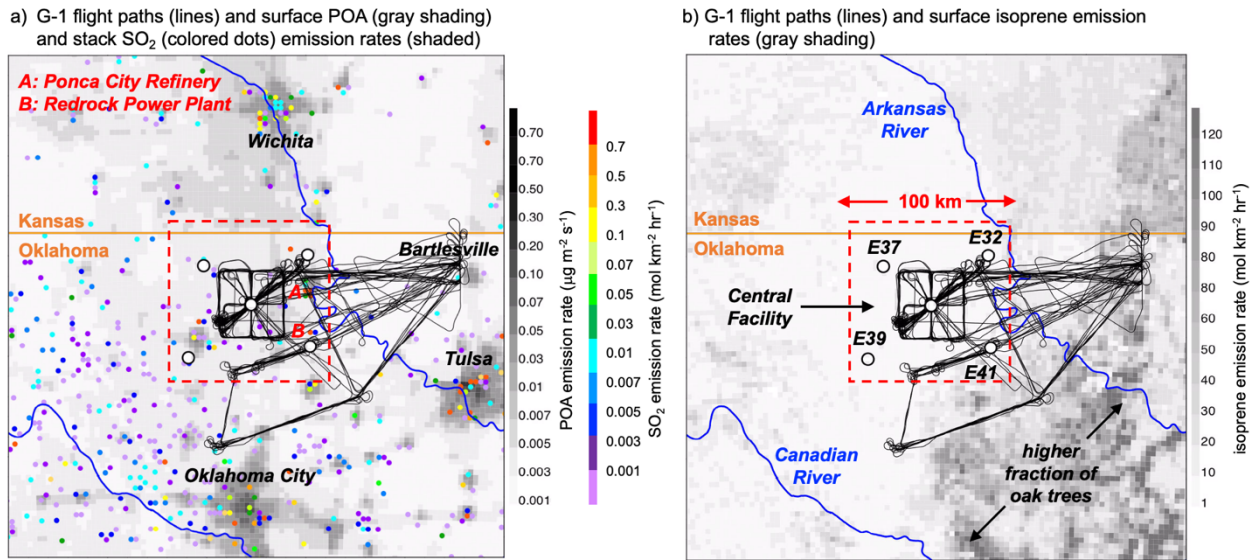 a) G-1 flight paths (lines) and surface POA (gray shading)
and stack SO₂ (colored dots) emission rates (shaded)
A: Ponca City Refinery
B: Redrock Power Plant
Wichita
Kansas
Oklahoma
Bartlesville
A
B
Tulsa
Oklahoma City
0.70
0.70
0.50
0.30
0.20
0.10
0.07
0.05
0.03
0.01
0.007
0.005
0.003
0.001
POA emission rate (μg m⁻² s⁻¹)
0.7
0.5
0.3
0.1
0.07
0.05
0.03
0.01
0.007
0.005
0.003
0.001
SO₂ emission rate (mol km⁻² hr⁻¹)
b) G-1 flight paths (lines) and surface isoprene emission
rates (gray shading)
Arkansas
River
100 km
Kansas
Oklahoma
E37
E32
Bartlesville
Central
Facility
E39
E41
Canadian
River
higher
fraction of
oak trees
120
110
100
90
80
70
60
50
40
30
20
10
1
isoprene emission rate (mol km⁻² hr⁻¹)